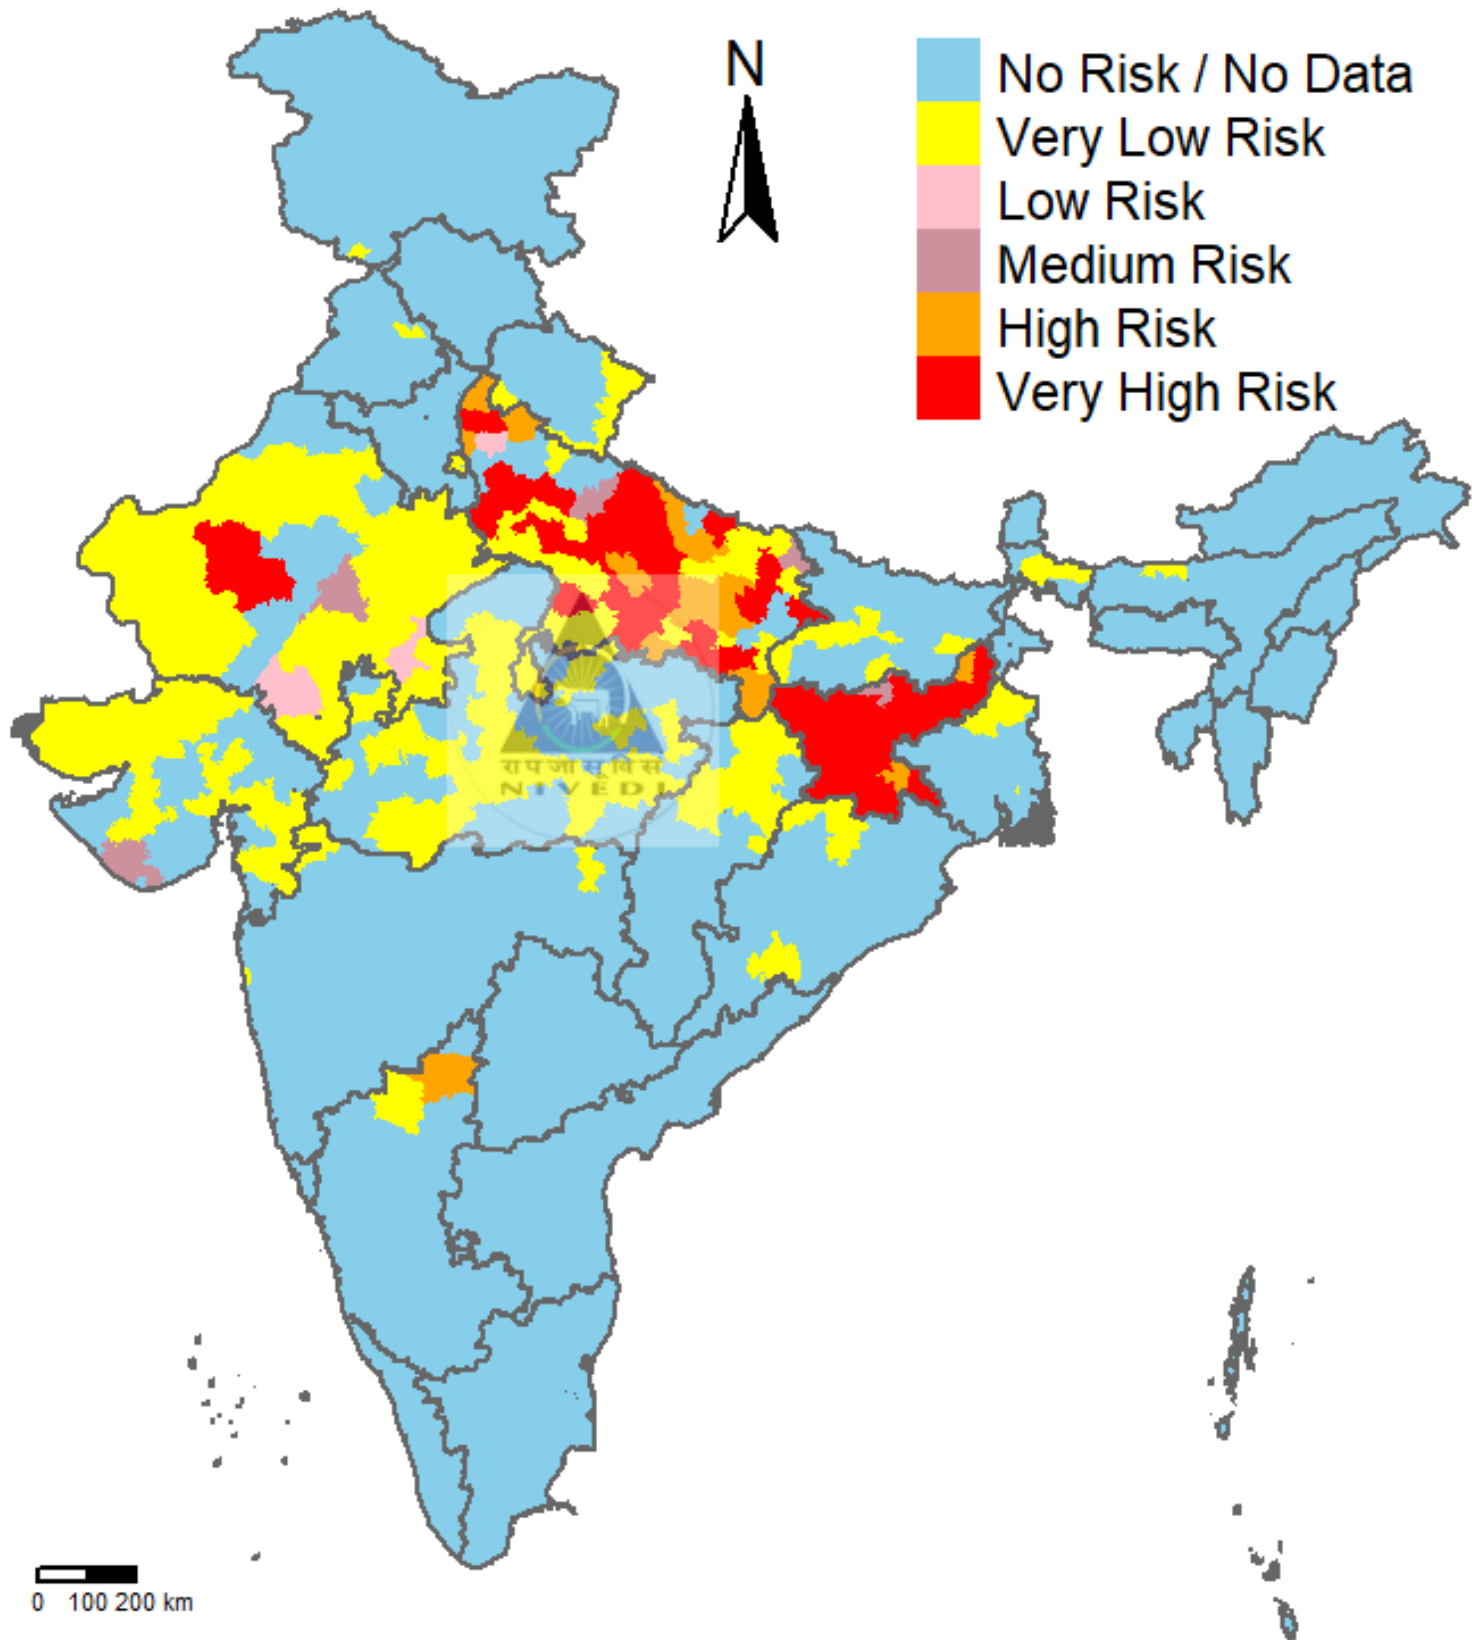 N
No Risk / No Data
Very Low Risk
Low Risk
Medium Risk
High Risk
Very High Risk
रा प जा सू वि सं
NIVEDI
0 100 200 km